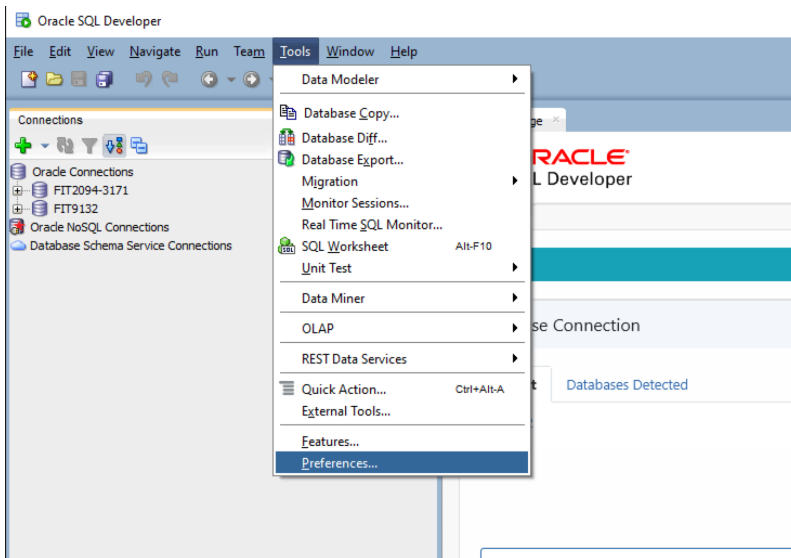 Oracle SQL Developer
File Edit View Navigate Run Team Tools Window Help
Connections
Oracle Connections
FIT2094-3171
FIT9132
Oracle NoSQL Connections
Database Schema Service Connections
Data Modeler
Database Copy...
Database Diff...
Database Export...
Migration
Monitor Sessions...
Real Time SQL Monitor...
SQL Worksheet Alt-F10
Unit Test
Data Miner
OLAP
REST Data Services
Quick Action... Ctrl+Alt-A
External Tools...
Features...
Preferences...
ge
RACLE
L Developer
se Connection
t Databases Detected
SQL